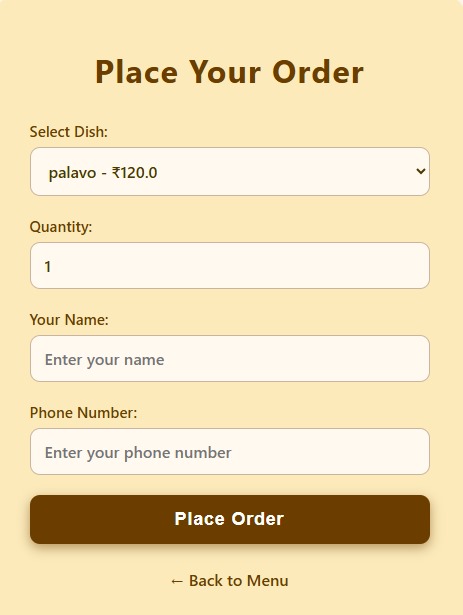 Place Your Order
Select Dish:
palavo - ₹120.0
Quantity:
1
Your Name:
Enter your name
Phone Number:
Enter your phone number
Place Order
← Back to Menu